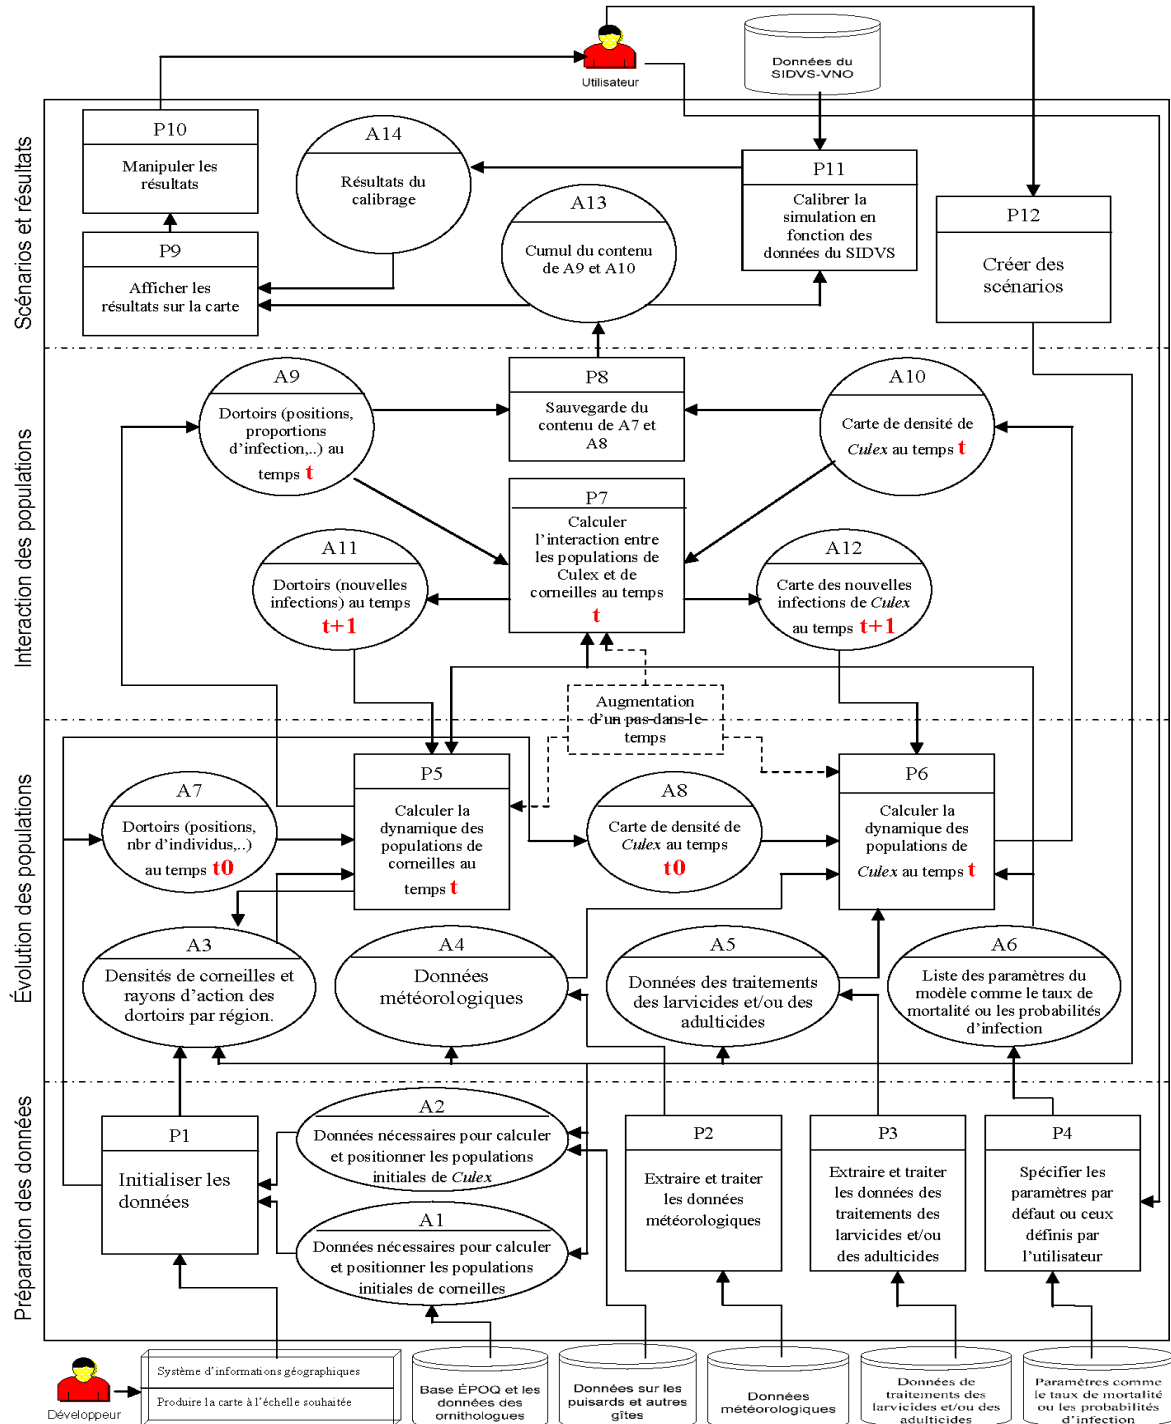 Utilisateur
Données du
SIDVS-VNO
Scénarios et résultats
P10
Manipuler les
résultats
A14
Résultats du
calibrage
P11
Calibrer la
simulation en
fonction des
données du SIDVS
A13
Cumul du contenu
de A9 et A10
P12
Créer des
scénarios
P9
Afficher les
résultats sur la carte
Interaction des populations
A9
Dortoirs (positions,
proportions
d'infection,..) au
temps t
P8
Sauvegarde du
contenu de A7 et
A8
A10
Carte de densité de
Culex au temps t
P7
Calculer
l'interaction entre
les populations de
Culex et de
corneilles au temps
t
A11
Dortoirs (nouvelles
infections) au temps
t+1
A12
Carte des nouvelles
infections de Culex
au temps t+1
Augmentation
d'un pas dans le
temps
Évolution des populations
A7
Dortoirs (positions,
nbr d'individus,..)
au temps t0
P5
Calculer la
dynamique des
populations de
corneilles au
temps t
A8
Carte de densité de
Culex au temps
t0
P6
Calculer la
dynamique des
populations de
Culex au temps t
A3
Densités de corneilles et
rayons d'action des
dortoirs par région.
A4
Données
météorologiques
A5
Données des traitements
des larvicides et/ou des
adulticides
A6
Liste des paramètres du
modèle comme le taux de
mortalité ou les probabilités
d'infection
Préparation des données
P1
Initialiser les
données
A2
Données nécessaires pour calculer
et positionner les populations
initiales de Culex
A1
Données nécessaires pour calculer
et positionner les populations
initiales de corneilles
P2
Extraire et traiter
les données
météorologiques
P3
Extraire et traiter
les données des
traitements des
larvicides et/ou
des adulticides
P4
Spécifier les
paramètres par
défaut ou ceux
définis par
l'utilisateur
Développeur
Système d'informations géographiques
Produire la carte à l'échelle souhaitée
Base ÉPOQ et les
données des
ornithologues
Données sur les
puisards et autres
gîtes
Données
météorologiques
Données de
traitements des
larvicides et/ou
des adulticides
Paramètres comme
le taux de mortalité
ou les probabilités
d'infection